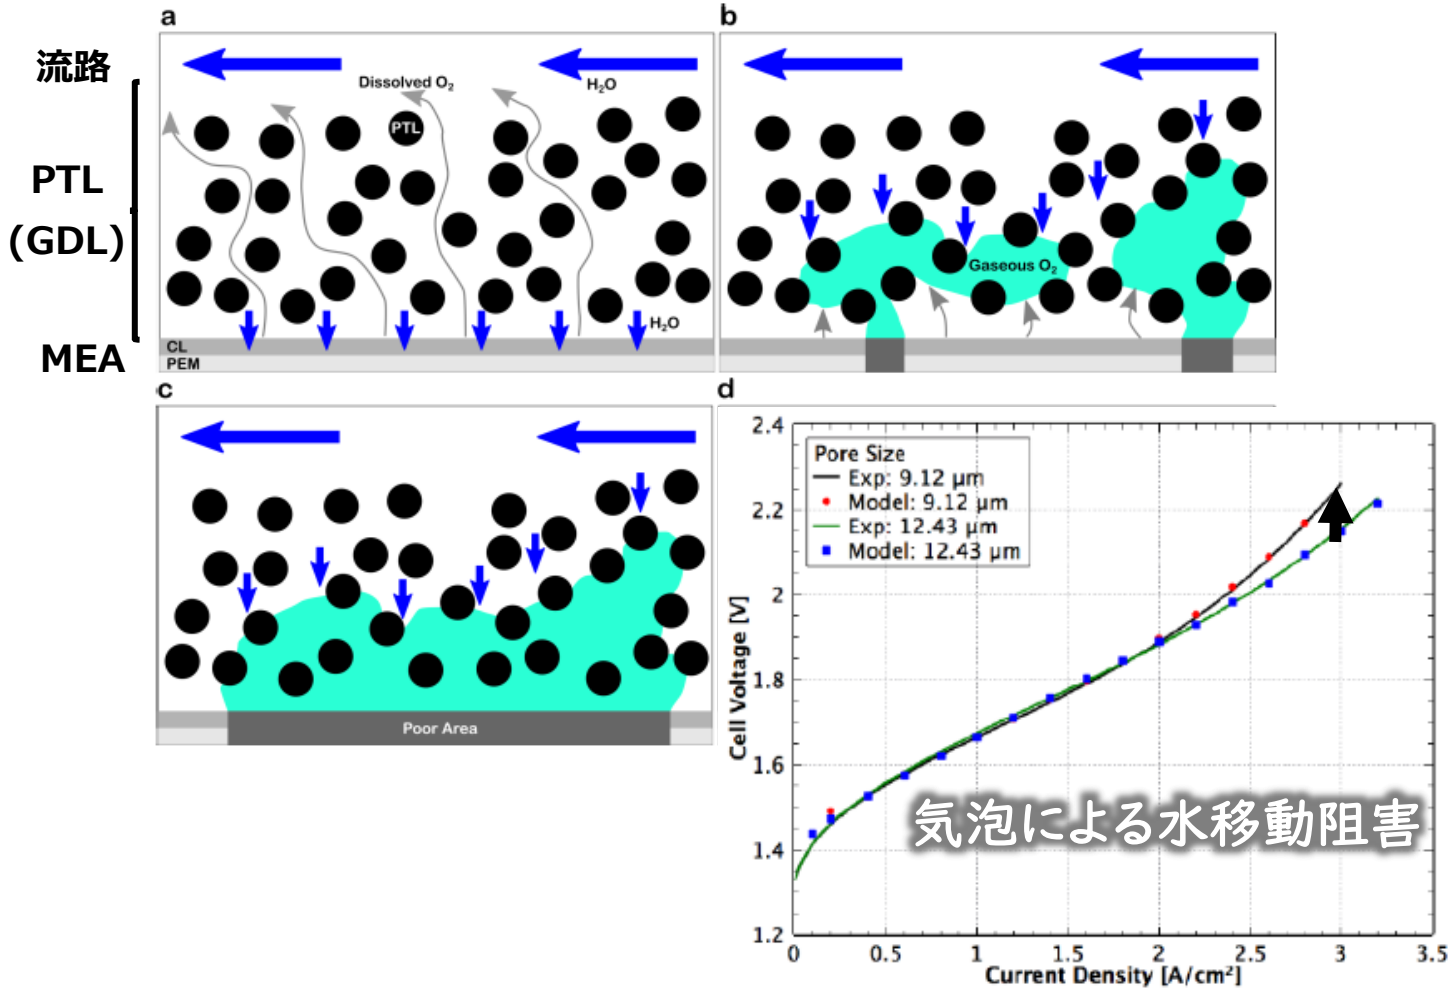 a
流路
Dissolved O₂
H₂O
PTL
PTL
(GDL)
H₂O
MEA
CL
PEM
b
Gaseous O₂
c
Poor Area
d
2.4
2.2
2
1.8
1.6
1.4
1.2
Cell Voltage [V]
Pore Size
Exp: 9.12 μm
Model: 9.12 μm
Exp: 12.43 μm
Model: 12.43 μm
気泡による水移動阻害
0 0.5 1 1.5 2 2.5 3 3.5
Current Density [A/cm²]